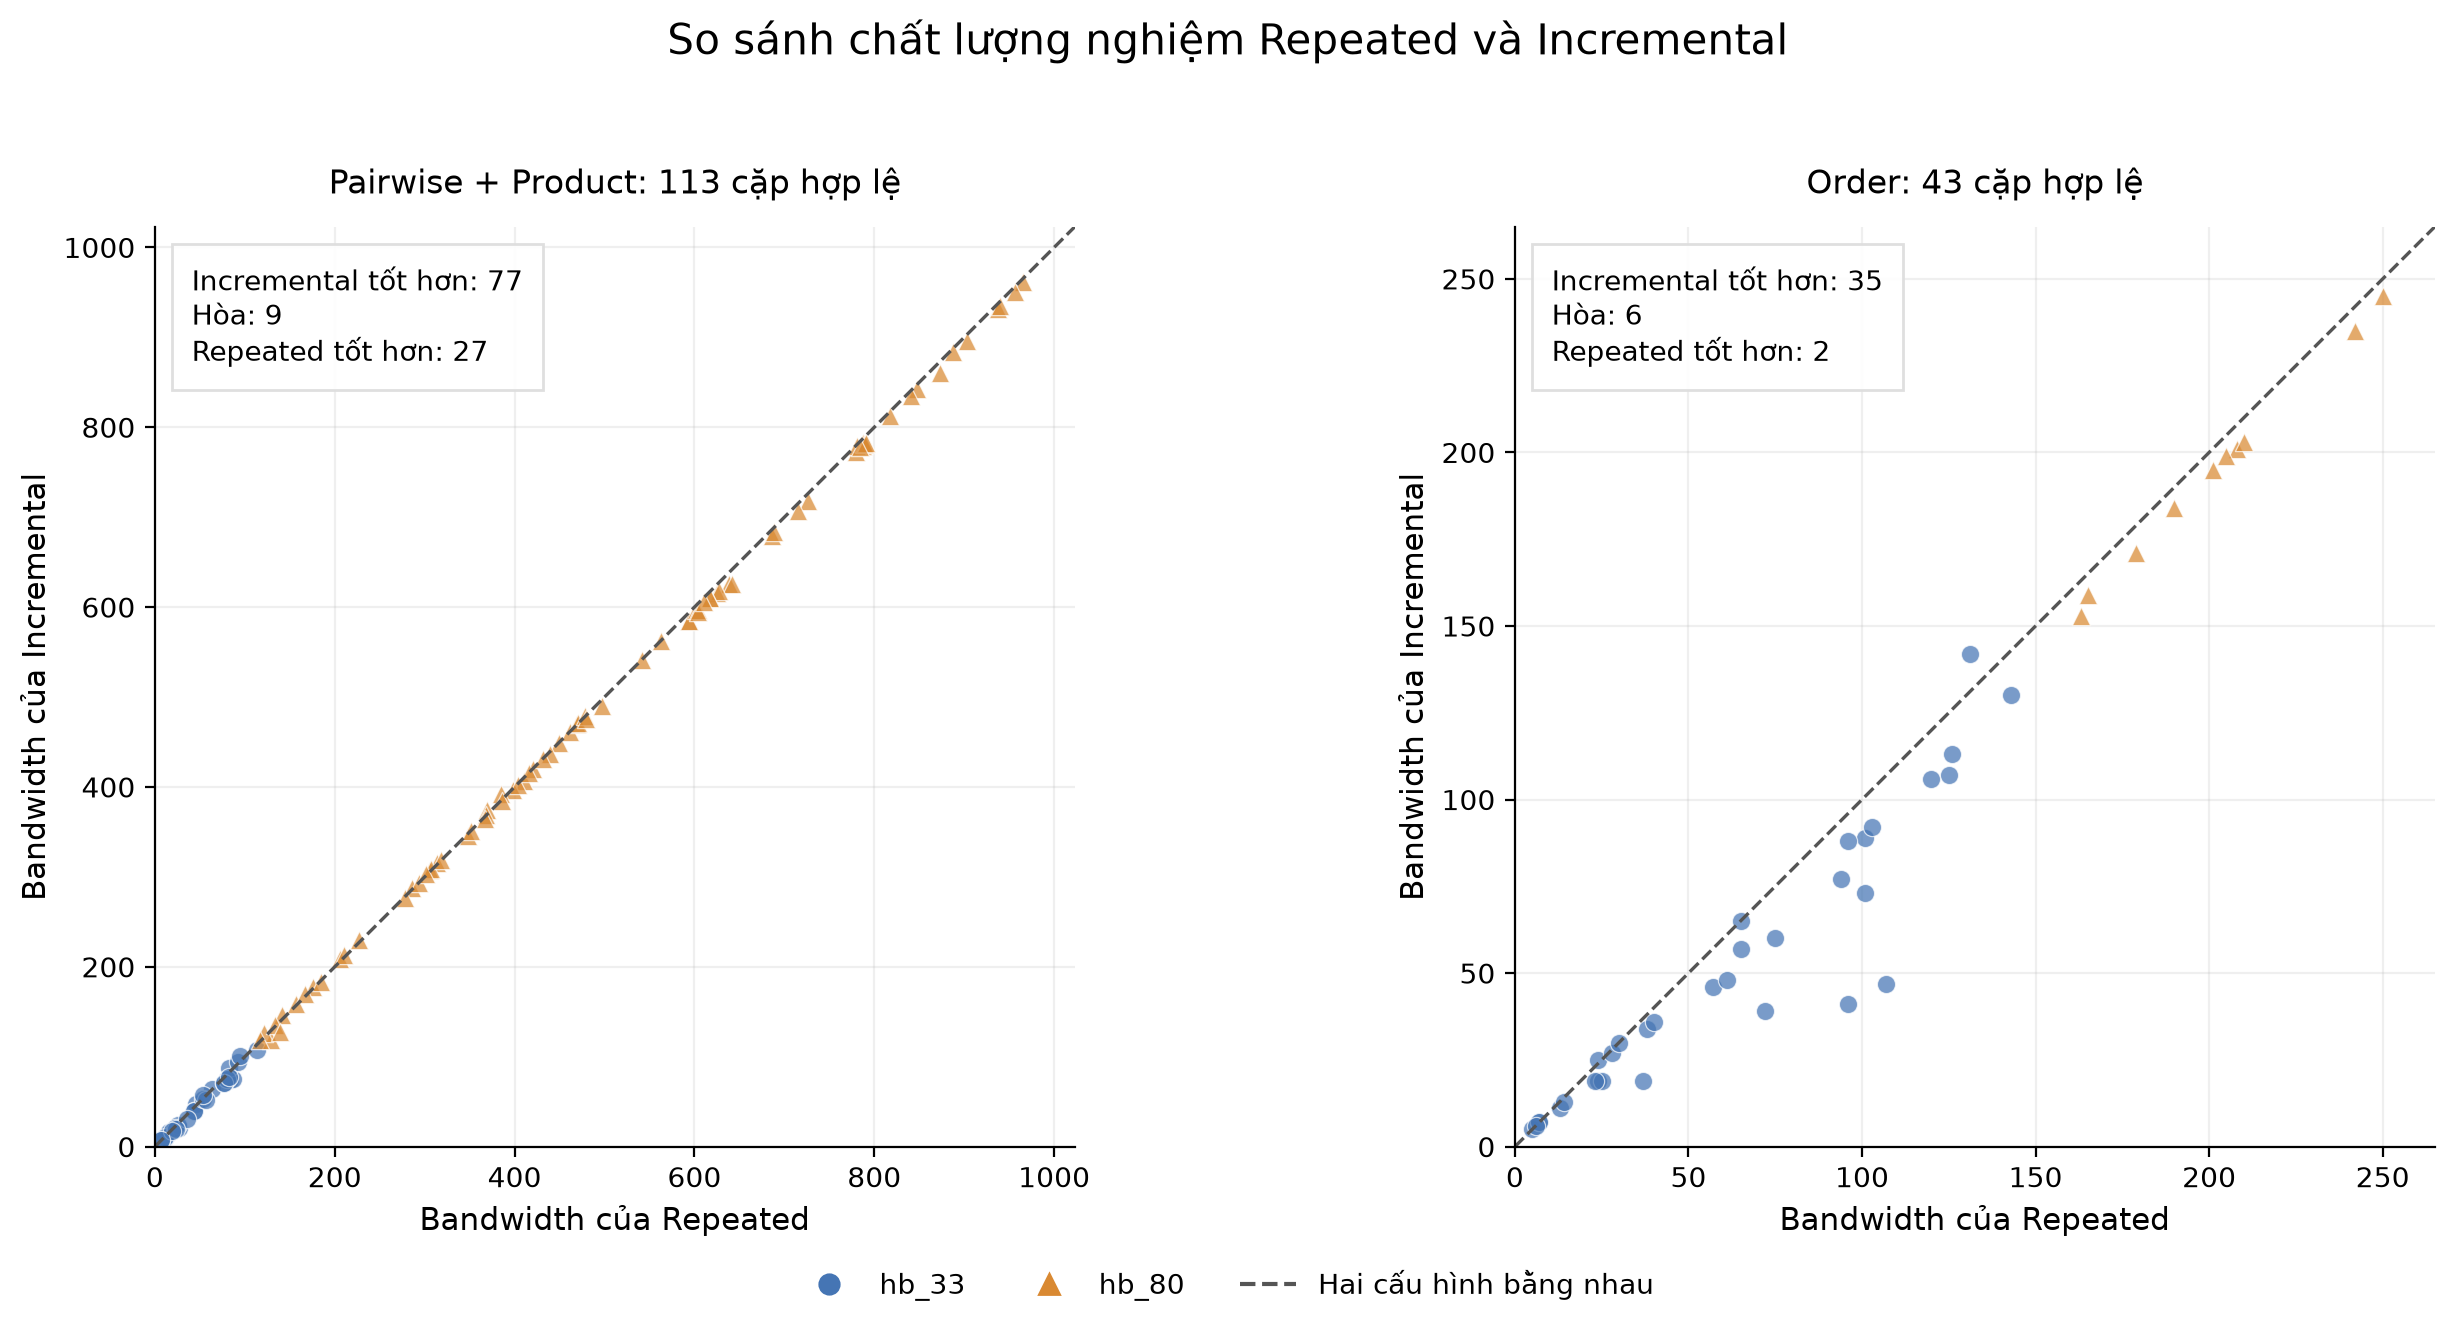 So sánh chất lượng nghiệm Repeated và Incremental
Pairwise + Product: 113 cặp hợp lệ
Incremental tốt hơn: 77
Hòa: 9
Repeated tốt hơn: 27
Bandwidth của Incremental
1000
800
600
400
200
0
0 200 400 600 800 1000
Bandwidth của Repeated
Order: 43 cặp hợp lệ
Incremental tốt hơn: 35
Hòa: 6
Repeated tốt hơn: 2
Bandwidth của Incremental
250
200
150
100
50
0
0 50 100 150 200 250
Bandwidth của Repeated
hb_33 hb_80 Hai cấu hình bằng nhau